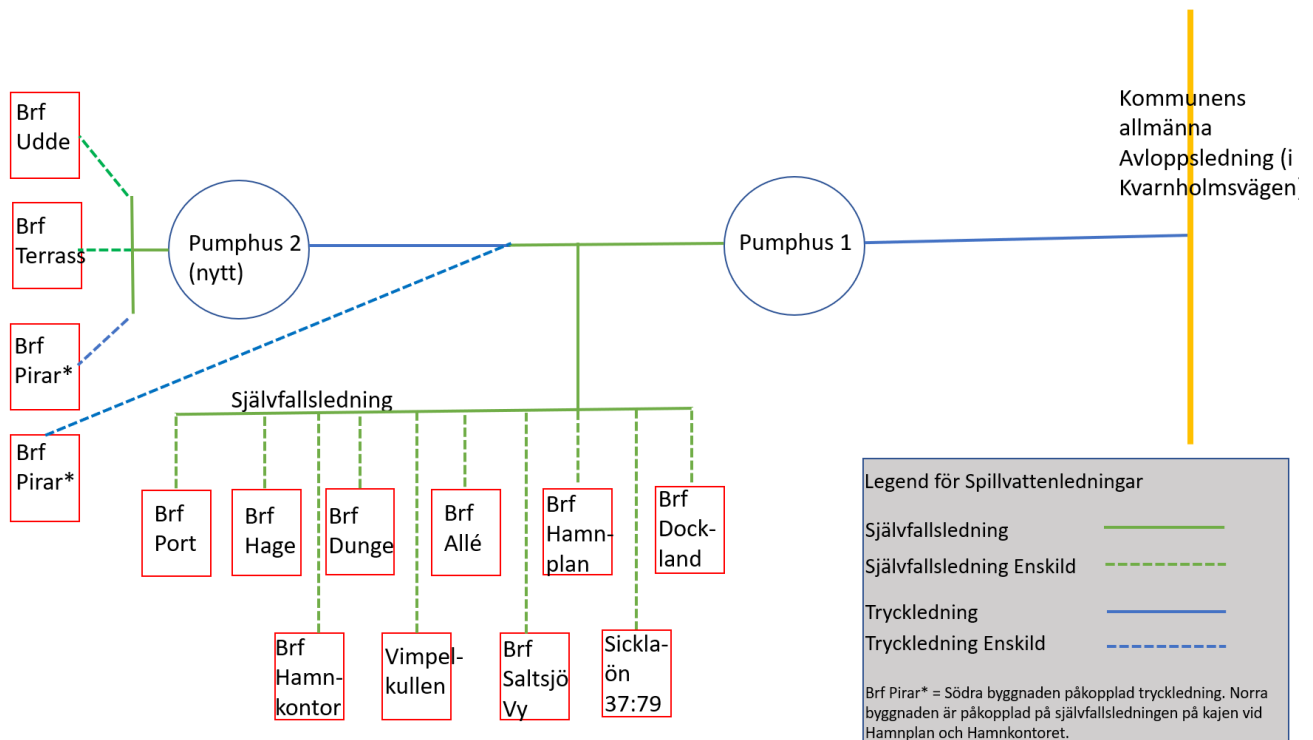 Brf
Udde
Brf
Terrass
Brf
Pirar*
Brf
Pirar*
Pumphus 2
(nytt)
Pumphus 1
Kommunens
allmänna
Avloppsledning (i
Kvarnholmsvägen)
Självfallsledning
Brf
Port
Brf
Hage
Brf
Dunge
Brf
Allé
Brf
Hamn-
plan
Brf
Dock-
land
Brf
Hamn-
kontor
Vimpel-
kullen
Brf
Saltsjö
Vy
Sickla-
ön
37:79
Legend för Spillvattenledningar
Självfallsledning
Självfallsledning Enskild
Tryckledning
Tryckledning Enskild
Brf Pirar* = Södra byggnaden påkopplad tryckledning. Norra
byggnaden är påkopplad på självfallsledningen på kajen vid
Hamnplan och Hamnkontoret.